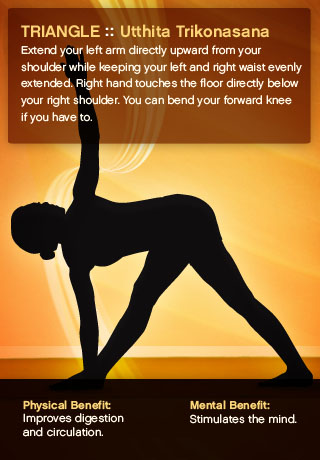 TRIANGLE :: Utthita Trikonasana
Extend your left arm directly upward from your
shoulder while keeping your left and right waist evenly
extended. Right hand touches the floor directly below
your right shoulder. You can bend your forward knee
if you have to.
Physical Benefit:
Improves digestion
and circulation.
Mental Benefit:
Stimulates the mind.